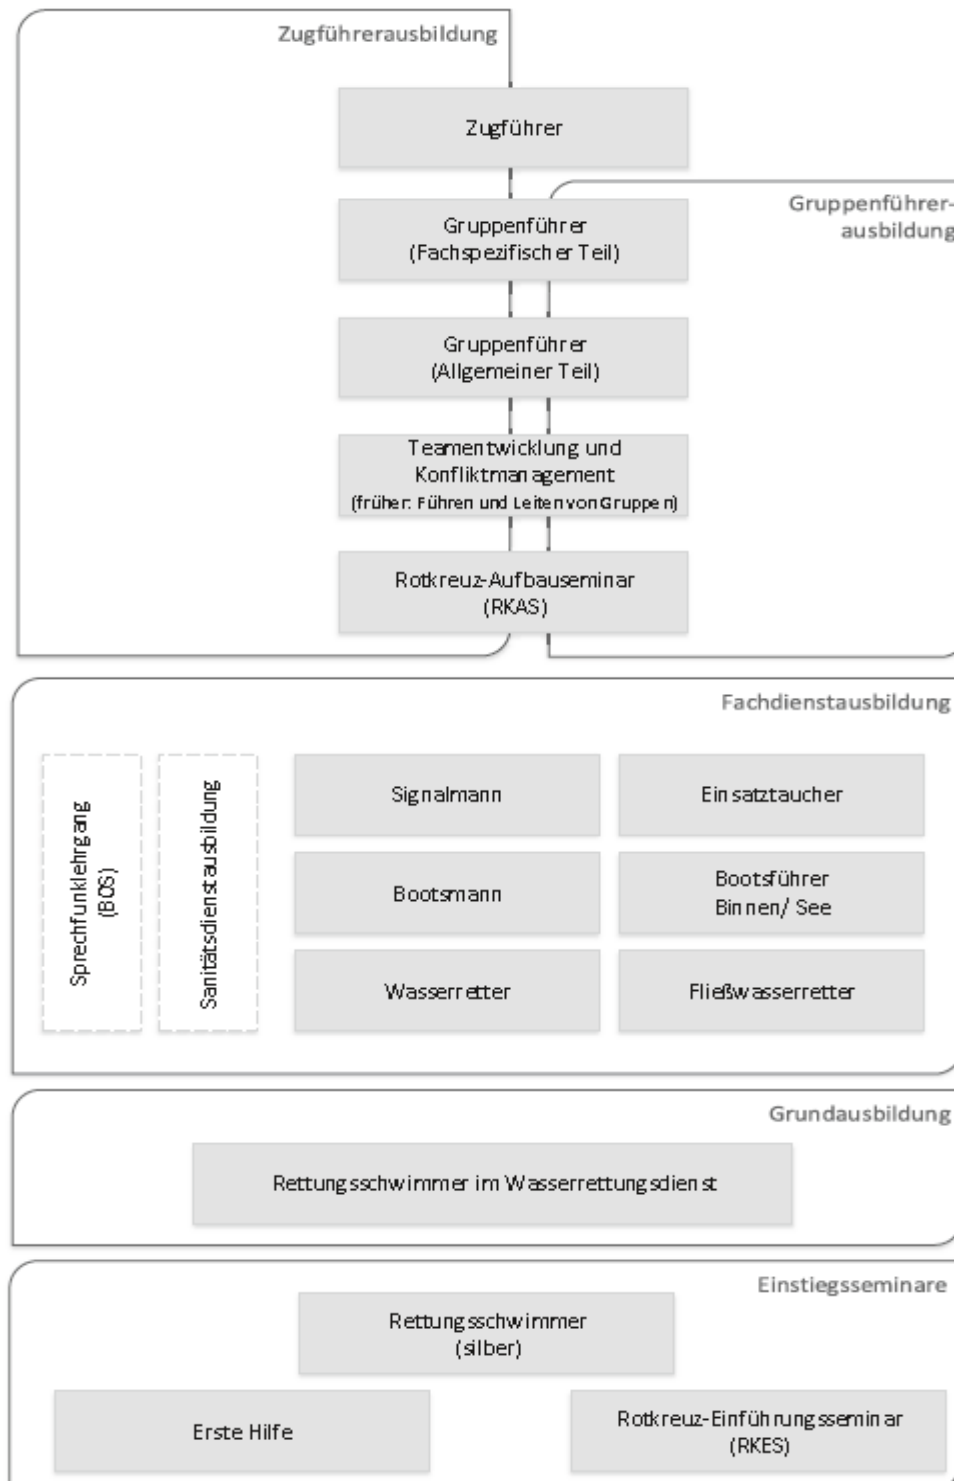 Zugführerausbildung
Zugführer
Gruppenführer-
ausbildung
Gruppenführer
(Fachspezifischer Teil)
Gruppenführer
(Allgemeiner Teil)
Teamentwicklung und
Konfliktmanagement
(früher: Führen und Leiten von Gruppen)
Rotkreuz-Aufbauseminar
(RKAS)
Fachdienstausbildung
Sprechfunklehrgang
(BOS)
Sanitätsdienstausbildung
Signalmann
Einsatztaucher
Bootsmann
Bootsführer
Binnen/ See
Wasserretter
Fließwasserretter
Grundausbildung
Rettungsschwimmer im Wasserrettungsdienst
Einstiegsseminare
Rettungsschwimmer
(silber)
Erste Hilfe
Rotkreuz-Einführungsseminar
(RKES)